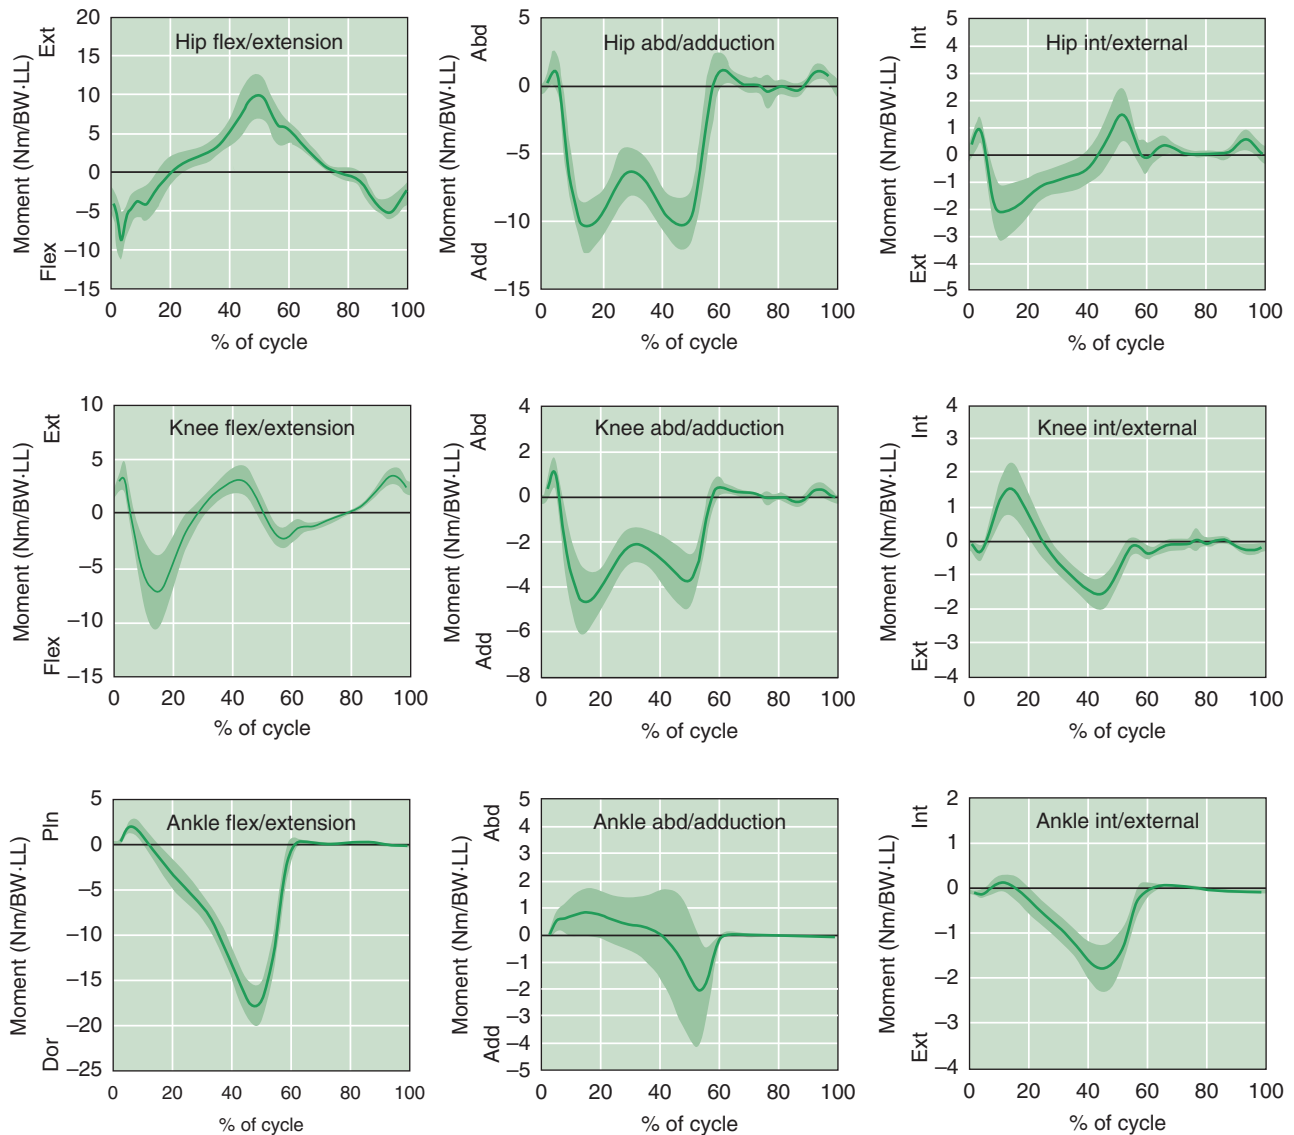 Hip flex/extension
Moment (Nm/BW·LL)
Ext
Flex
20
15
10
5
0
−5
−10
−15
0 20 40 60 80 100
% of cycle
Hip abd/adduction
Moment (Nm/BW·LL)
Abd
Add
5
0
−5
−10
−15
0 20 40 60 80 100
% of cycle
Hip int/external
Moment (Nm/BW·LL)
Int
Ext
5
4
3
2
1
0
−1
−2
−3
−4
−5
0 20 40 60 80 100
% of cycle
Knee flex/extension
Moment (Nm/BW·LL)
Ext
Flex
10
5
0
−5
−10
−15
0 20 40 60 80 100
% of cycle
Knee abd/adduction
Moment (Nm/BW·LL)
Abd
Add
4
2
0
−2
−4
−6
−8
0 20 40 60 80 100
% of cycle
Knee int/external
Moment (Nm/BW·LL)
Int
Ext
4
3
2
1
0
−1
−2
−3
−4
0 20 40 60 80 100
% of cycle
Ankle flex/extension
Moment (Nm/BW·LL)
Pln
Dor
5
0
−5
−10
−15
−20
−25
0 20 40 60 80 100
% of cycle
Ankle abd/adduction
Moment (Nm/BW·LL)
Abd
Add
5
4
3
2
1
0
−1
−2
−3
−4
−5
0 20 40 60 80 100
% of cycle
Ankle int/external
Moment (Nm/BW·LL)
Int
Ext
2
1
0
−1
−2
−3
−4
0 20 40 60 80 100
% of cycle